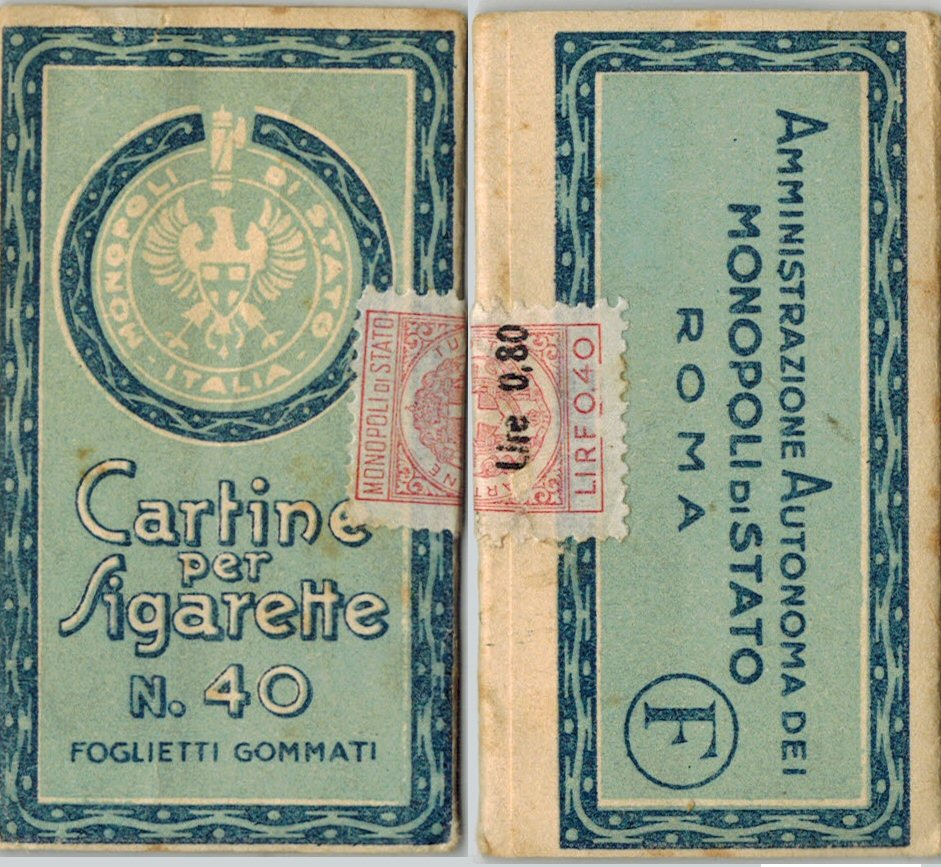 MONOPOLI DI STATO
- ITALIA -
Cartine
per
Sigarette
N. 40
FOGLIETTI GOMMATI
MONOPOLI DI STATO
Lire 0,80
LIRE 0.40
AMMINISTRAZIONE AUTONOMA DEI
MONOPOLI DI STATO
ROMA
F